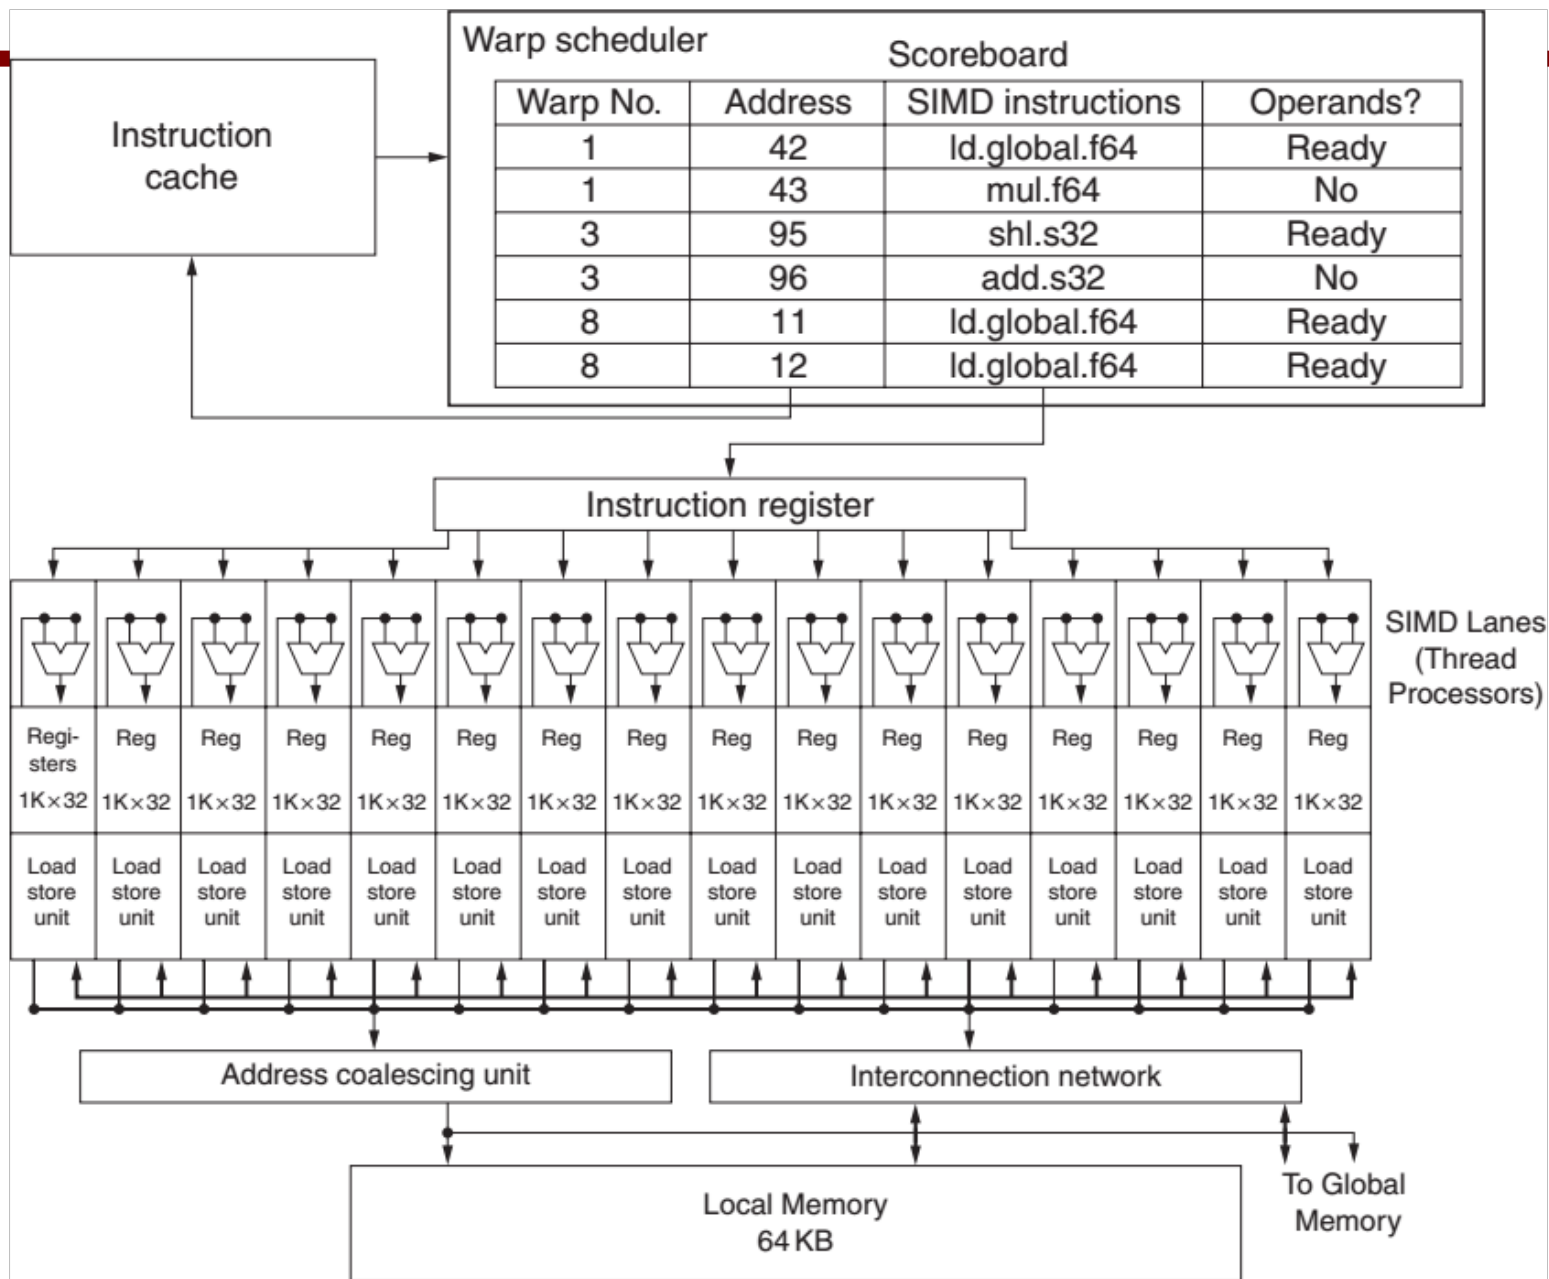 Warp scheduler
Scoreboard
Warp No. Address SIMD instructions Operands?
1 42 ld.global.f64 Ready
1 43 mul.f64 No
3 95 shl.s32 Ready
3 96 add.s32 No
8 11 ld.global.f64 Ready
8 12 ld.global.f64 Ready
Instruction
cache
Instruction register
SIMD Lanes
(Thread
Processors)
Regi-
sters
Reg Reg Reg Reg Reg Reg Reg Reg Reg Reg Reg Reg Reg Reg Reg
1K×32 1K×32 1K×32 1K×32 1K×32 1K×32 1K×32 1K×32 1K×32 1K×32 1K×32 1K×32 1K×32 1K×32 1K×32 1K×32
Load Load Load Load Load Load Load Load Load Load Load Load Load Load Load Load
store store store store store store store store store store store store store store store store
unit unit unit unit unit unit unit unit unit unit unit unit unit unit unit unit
Address coalescing unit
Interconnection network
Local Memory
64 KB
To Global
Memory